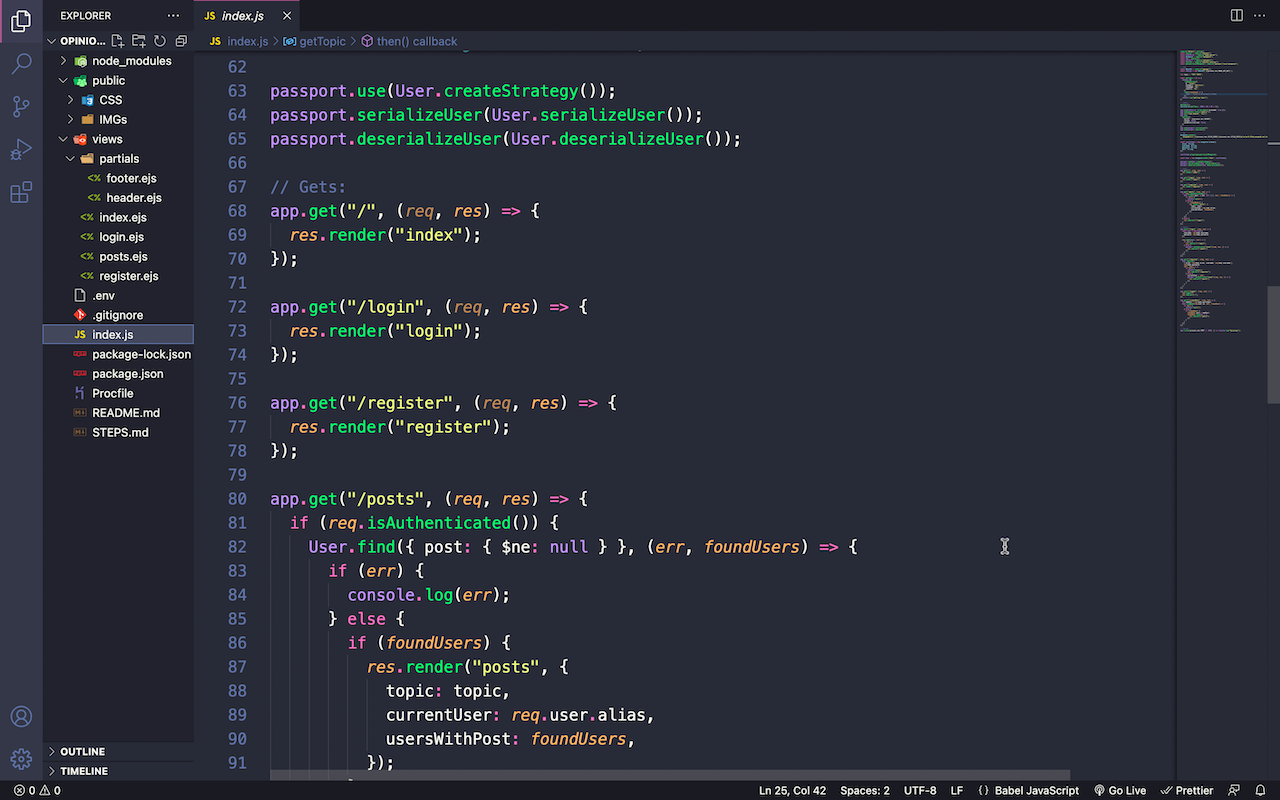 EXPLORER
JS index.js
OPINIO...
JS index.js > getTopic > then() callback
node_modules
public
CSS
IMGs
views
partials
footer.ejs
header.ejs
index.ejs
login.ejs
posts.ejs
register.ejs
.env
.gitignore
JS index.js
package-lock.json
package.json
Procfile
README.md
STEPS.md
OUTLINE
TIMELINE
62
63 passport.use(User.createStrategy());
64 passport.serializeUser(User.serializeUser());
65 passport.deserializeUser(User.deserializeUser());
66
67 // Gets:
68 app.get("/", (req, res) => {
69 res.render("index");
70 });
71
72 app.get("/login", (req, res) => {
73 res.render("login");
74 });
75
76 app.get("/register", (req, res) => {
77 res.render("register");
78 });
79
80 app.get("/posts", (req, res) => {
81 if (req.isAuthenticated()) {
82 User.find({ post: { $ne: null } }, (err, foundUsers) => {
83 if (err) {
84 console.log(err);
85 } else {
86 if (foundUsers) {
87 res.render("posts", {
88 topic: topic,
89 currentUser: req.user.alias,
90 usersWithPost: foundUsers,
91 });
0 0 Ln 25, Col 42 Spaces: 2 UTF-8 LF {} Babel JavaScript Go Live Prettier